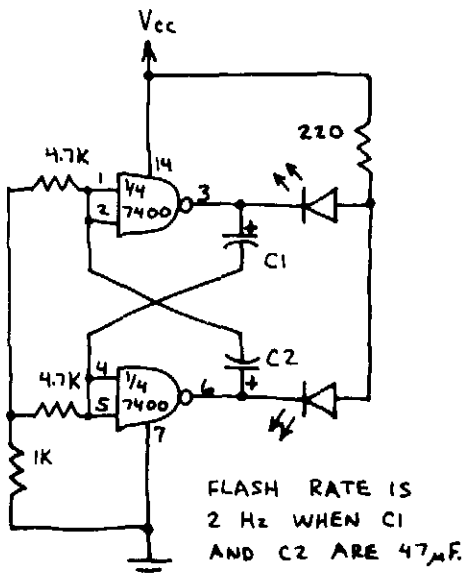 Vcc
220
4.7K
14
1
1/4
3
2
7400
+
C1
C2
4
1/4
6
+
4.7K
5
7400
7
1K
FLASH RATE IS
2 Hz WHEN C1
AND C2 ARE 47µF.